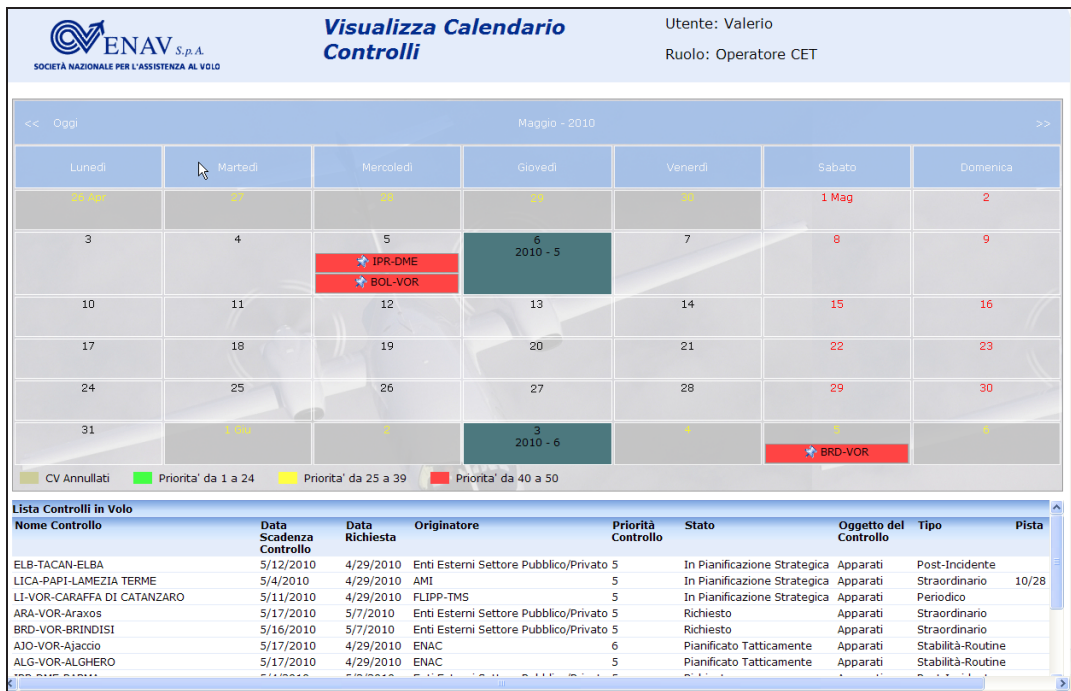 ENAV S.p.A.
SOCIETÀ NAZIONALE PER L'ASSISTENZA AL VOLO
Visualizza Calendario
Controlli
Utente: Valerio
Ruolo: Operatore CET
<< Oggi Maggio - 2010 >>
Lunedì Martedì Mercoledì Giovedì Venerdì Sabato Domenica
26 Apr 27 28 29 30 1 Mag 2
3 4 5 6 7 8 9
2010 - 5
IPR-DME
BOL-VOR
10 11 12 13 14 15 16
17 18 19 20 21 22 23
24 25 26 27 28 29 30
31 1 Giu 2 3 4 5 6
2010 - 6
BRD-VOR
CV Annullati Priorita' da 1 a 24 Priorita' da 25 a 39 Priorita' da 40 a 50
Lista Controlli in Volo
Nome Controllo Data Scadenza Controllo Data Richiesta Originatore Priorità Controllo Stato Oggetto del Controllo Tipo Pista
ELB-TACAN-ELBA 5/12/2010 4/29/2010 Enti Esterni Settore Pubblico/Privato 5 In Pianificazione Strategica Apparati Post-Incidente
LICA-PAPI-LAMEZIA TERME 5/4/2010 4/29/2010 AMI 5 In Pianificazione Strategica Apparati Straordinario 10/28
LI-VOR-CARAFFA DI CATANZARO 5/11/2010 4/29/2010 FLIPP-TMS 5 In Pianificazione Strategica Apparati Periodico
ARA-VOR-Araxos 5/17/2010 5/7/2010 Enti Esterni Settore Pubblico/Privato 5 Richiesto Apparati Straordinario
BRD-VOR-BRINDISI 5/16/2010 5/7/2010 Enti Esterni Settore Pubblico/Privato 5 Richiesto Apparati Straordinario
AJO-VOR-Ajaccio 5/17/2010 4/29/2010 ENAC 6 Pianificato Tatticamente Apparati Stabilità-Routine
ALG-VOR-ALGHERO 5/17/2010 4/29/2010 ENAC 5 Pianificato Tatticamente Apparati Stabilità-Routine